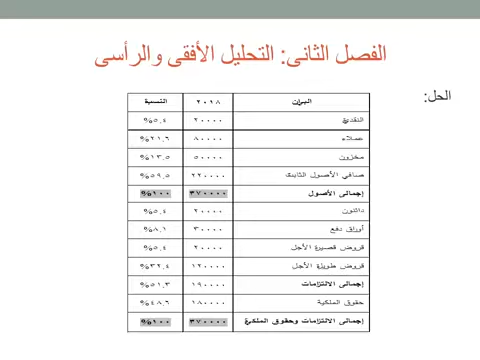 الفصل الثانى: التحليل الأفقى والرأسى
الحل:
البيان ٢٠١٨ النسبة
النقدية ٢٠٠٠٠ ٥.٤%
عملاء ٨٠٠٠٠ ٢١.٦%
مخزون ٥٠٠٠٠ ١٣.٥%
صافي الأصول الثابتة ٢٢٠٠٠٠ ٥٩.٥%
إجمالى الأصول ٣٧٠٠٠٠ ١٠٠%
دائنون ٢٠٠٠٠ ٥.٤%
أوراق دفع ٣٠٠٠٠ ٨.١%
قروض قصيرة الأجل ٢٠٠٠٠ ٥.٤%
قروض طويلة الأجل ١٢٠٠٠٠ ٣٢.٤%
إجمالى الالتزامات ١٩٠٠٠٠ ٥١.٣%
حقوق الملكية ١٨٠٠٠٠ ٤٨.٦%
إجمالى الالتزامات وحقوق الملكية ٣٧٠٠٠٠ ١٠٠%